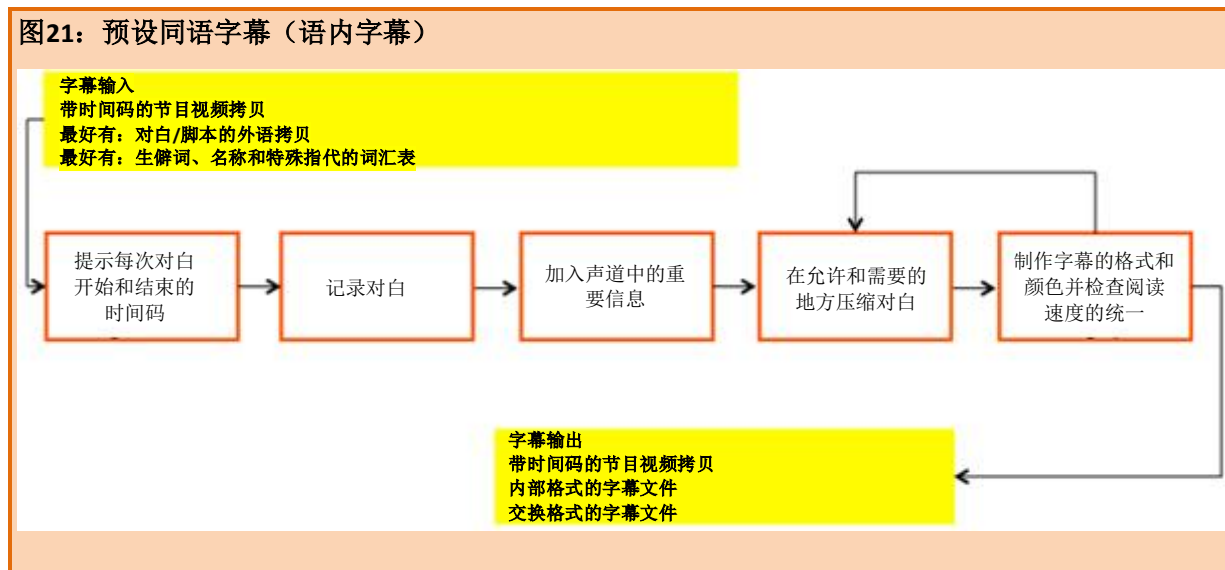 图21：预设同语字幕（语内字幕）
字幕输入
带时间码的节目视频拷贝
最好有：对白/脚本的外语拷贝
最好有：生僻词、名称和特殊指代的词汇表
提示每次对白
开始和结束的
时间码
记录对白
加入声道中的重
要信息
在允许和需要的
地方压缩对白
制作字幕的格式和
颜色并检查阅读
速度的统一
字幕输出
带时间码的节目视频拷贝
内部格式的字幕文件
交换格式的字幕文件